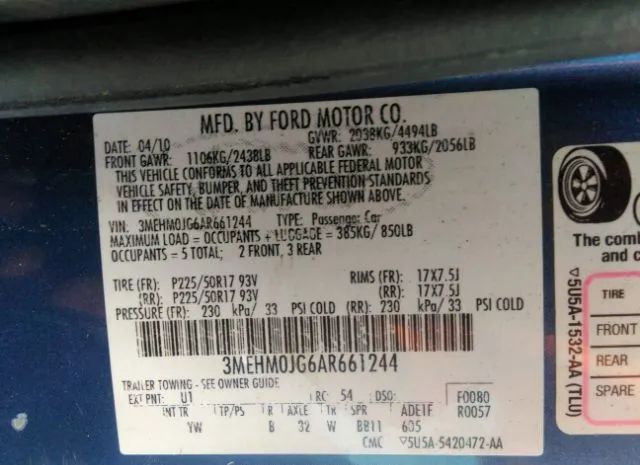 MFD. BY FORD MOTOR CO.
DATE: 04/10 GVWR: 2038KG/4494LB
FRONT GAWR: 1106KG/2438LB REAR GAWR: 933KG/2056LB
THIS VEHICLE CONFORMS TO ALL APPLICABLE FEDERAL MOTOR
VEHICLE SAFETY, BUMPER, AND THEFT PREVENTION STANDARDS
IN EFFECT ON THE DATE OF MANUFACTURE SHOWN ABOVE.
VIN: 3MEHM0JG6AR661244 TYPE: Passenger Car
MAXIMUM LOAD = OCCUPANTS + LUGGAGE = 385KG/850LB
OCCUPANTS = 5 TOTAL; 2 FRONT, 3 REAR
TIRE (FR): P225/50R17 93V RIMS (FR): 17X7.5J
(RR): P225/50R17 93V (RR): 17X7.5J
PRESSURE (FR): 230 kPa/ 33 PSI COLD (RR): 230 kPa/ 33 PSI COLD
3MEHM0JG6AR661244
TRAILER TOWING - SEE OWNER GUIDE
EXT PNT: U1 RC: 54 DSO: F0080
INT TR TP/PS R AXLE TR SPR ADE1F R0057
YW B 32 W BB11 605
CMC ▽5U5A-5420472-AA
The comb
TIRE
FRONT
REAR
SPARE
▽5U5A-1532-AA (TLU)